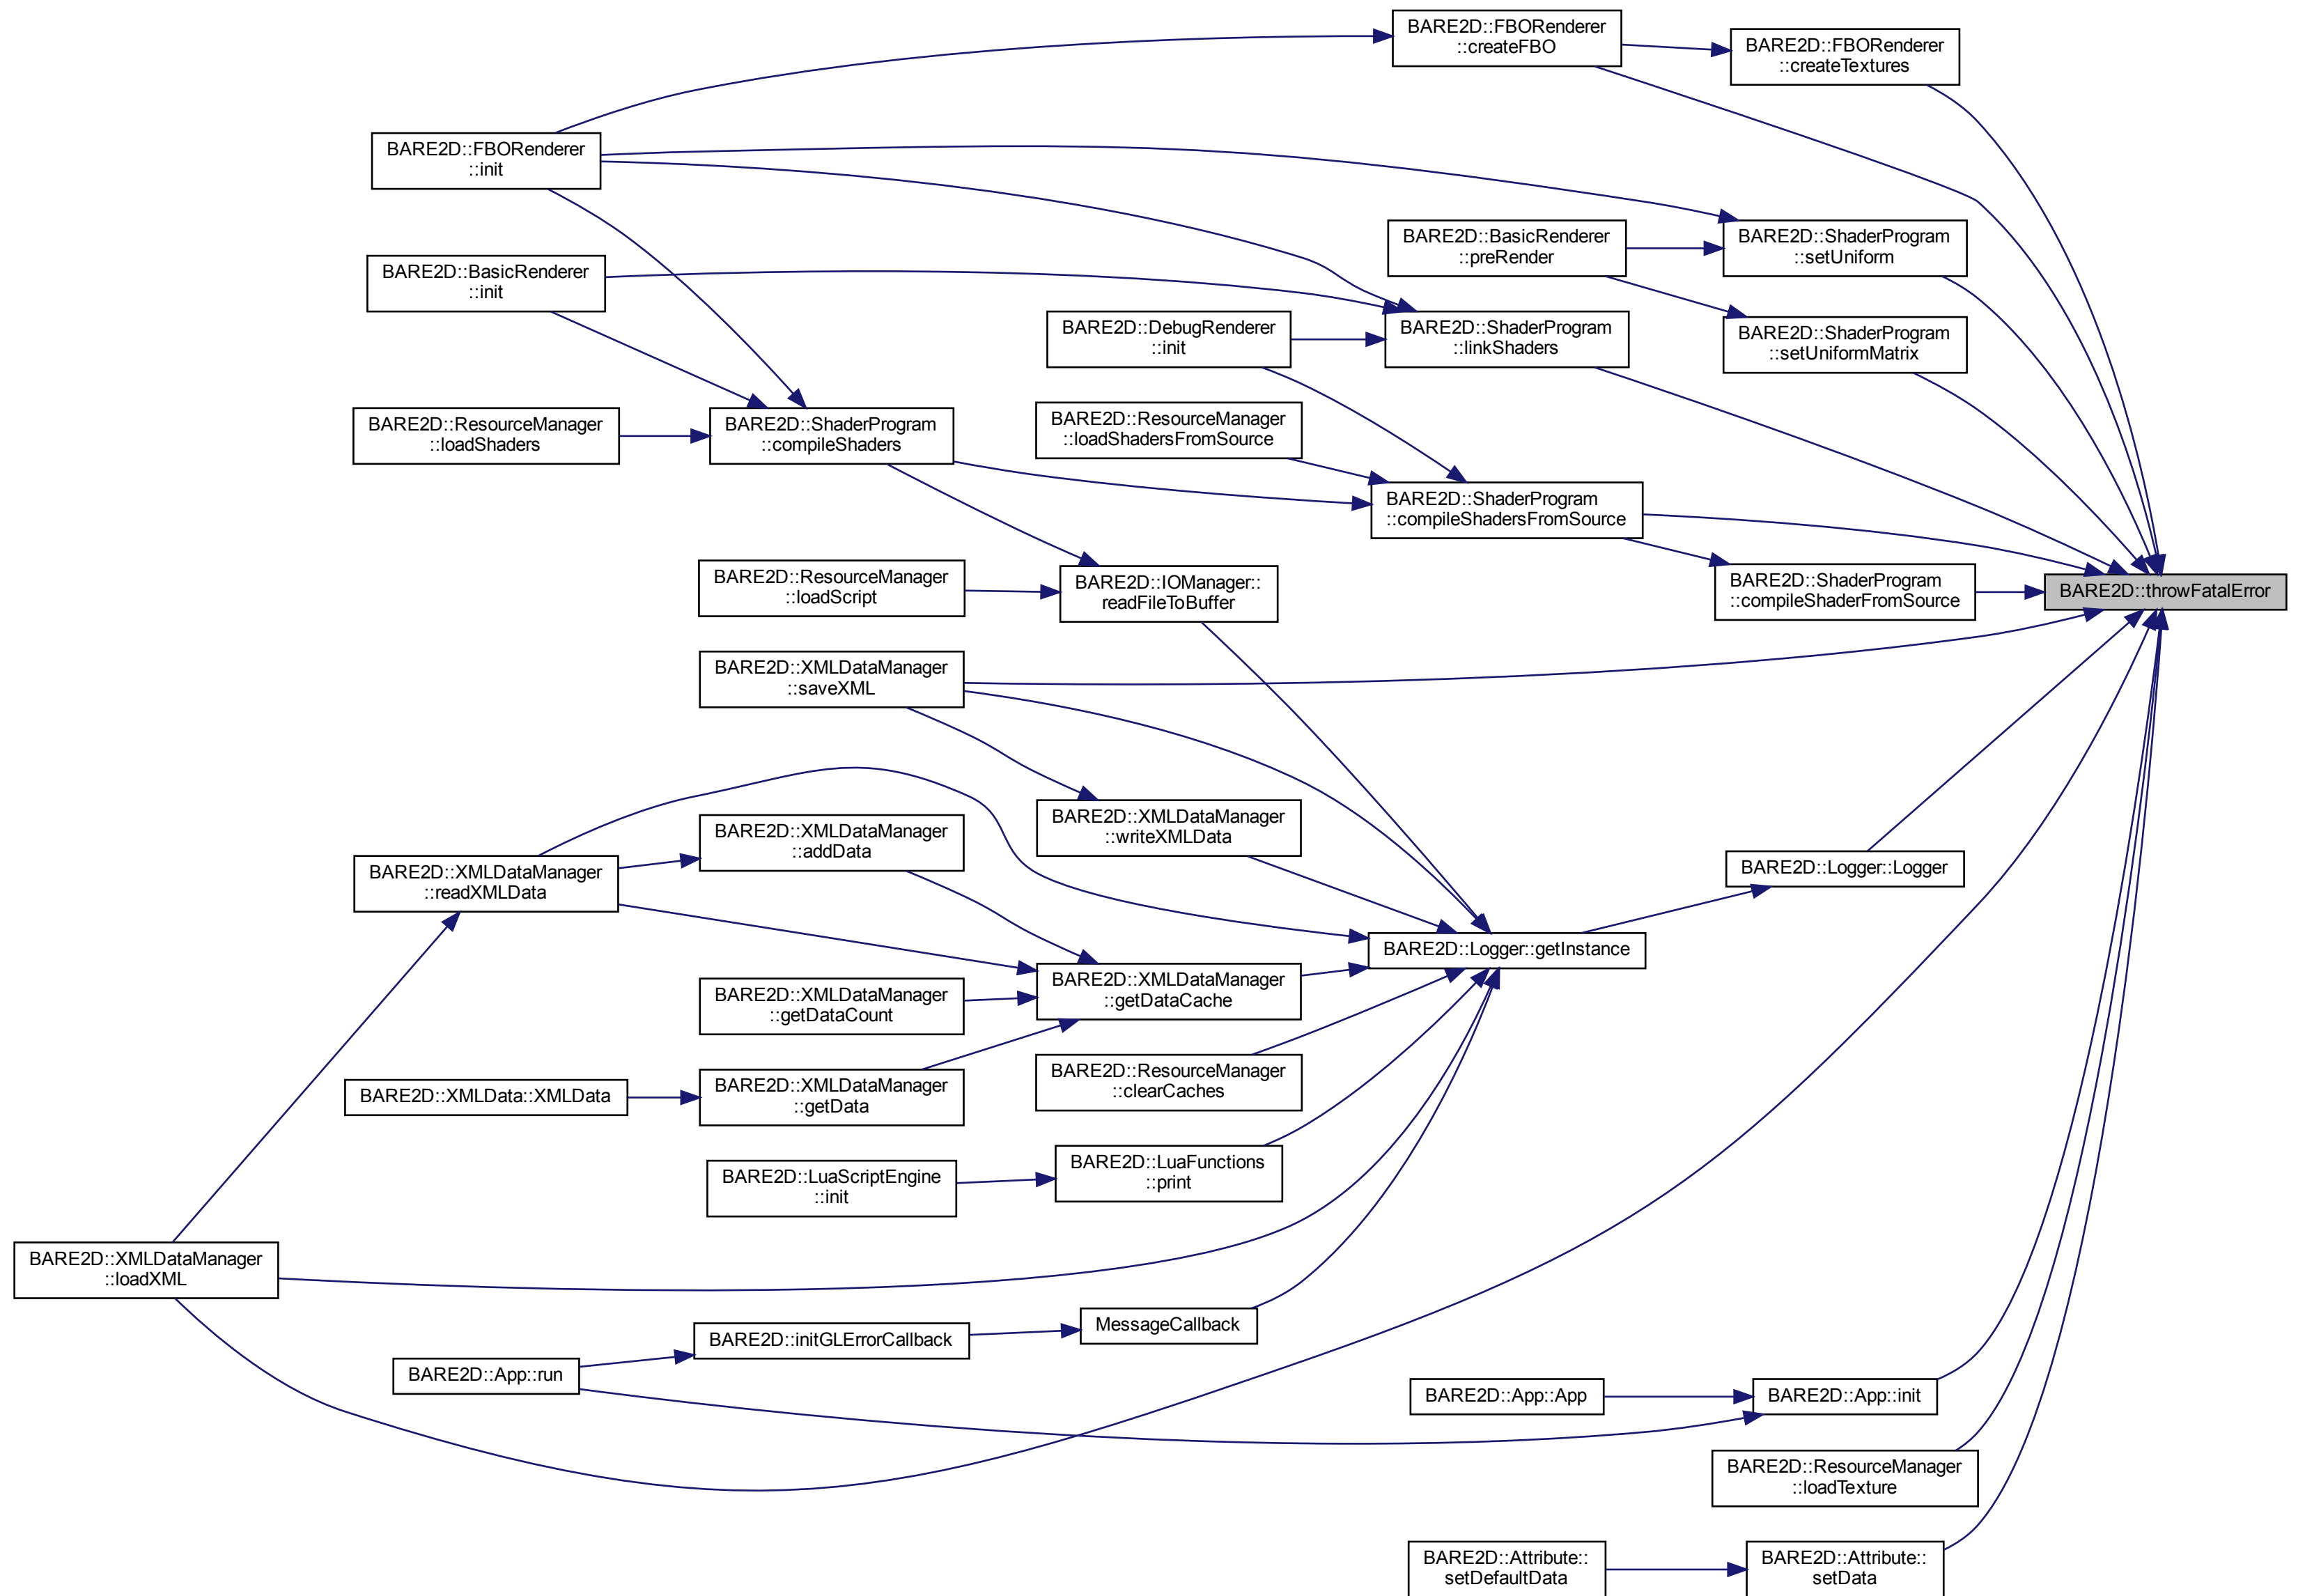 BARE2D::FBORenderer
::createFBO
BARE2D::FBORenderer
::createTextures
BARE2D::FBORenderer
::init
BARE2D::BasicRenderer
::preRender
BARE2D::ShaderProgram
::setUniform
BARE2D::BasicRenderer
::init
BARE2D::DebugRenderer
::init
BARE2D::ShaderProgram
::linkShaders
BARE2D::ShaderProgram
::setUniformMatrix
BARE2D::ResourceManager
::loadShaders
BARE2D::ShaderProgram
::compileShaders
BARE2D::ResourceManager
::loadShadersFromSource
BARE2D::ShaderProgram
::compileShadersFromSource
BARE2D::ResourceManager
::loadScript
BARE2D::IOManager::
readFileToBuffer
BARE2D::ShaderProgram
::compileShaderFromSource
BARE2D::throwFatalError
BARE2D::XMLDataManager
::saveXML
BARE2D::XMLDataManager
::writeXMLData
BARE2D::XMLDataManager
::addData
BARE2D::XMLDataManager
::readXMLData
BARE2D::Logger::Logger
BARE2D::Logger::getInstance
BARE2D::XMLDataManager
::getDataCache
BARE2D::XMLDataManager
::getDataCount
BARE2D::ResourceManager
::clearCaches
BARE2D::XMLData::XMLData
BARE2D::XMLDataManager
::getData
BARE2D::LuaScriptEngine
::init
BARE2D::LuaFunctions
::print
BARE2D::XMLDataManager
::loadXML
MessageCallback
BARE2D::initGLErrorCallback
BARE2D::App::run
BARE2D::App::App
BARE2D::App::init
BARE2D::ResourceManager
::loadTexture
BARE2D::Attribute::
setDefaultData
BARE2D::Attribute::
setData